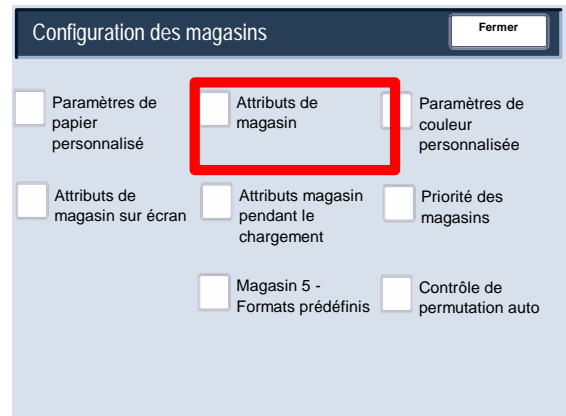 Configuration des magasins
Fermer
Paramètres de
papier
personnalisé
Attributs de
magasin
Paramètres de
couleur
personnalisée
Attributs de
magasin sur écran
Attributs magasin
pendant le
chargement
Priorité des
magasins
Magasin 5 -
Formats prédéfinis
Contrôle de
permutation auto